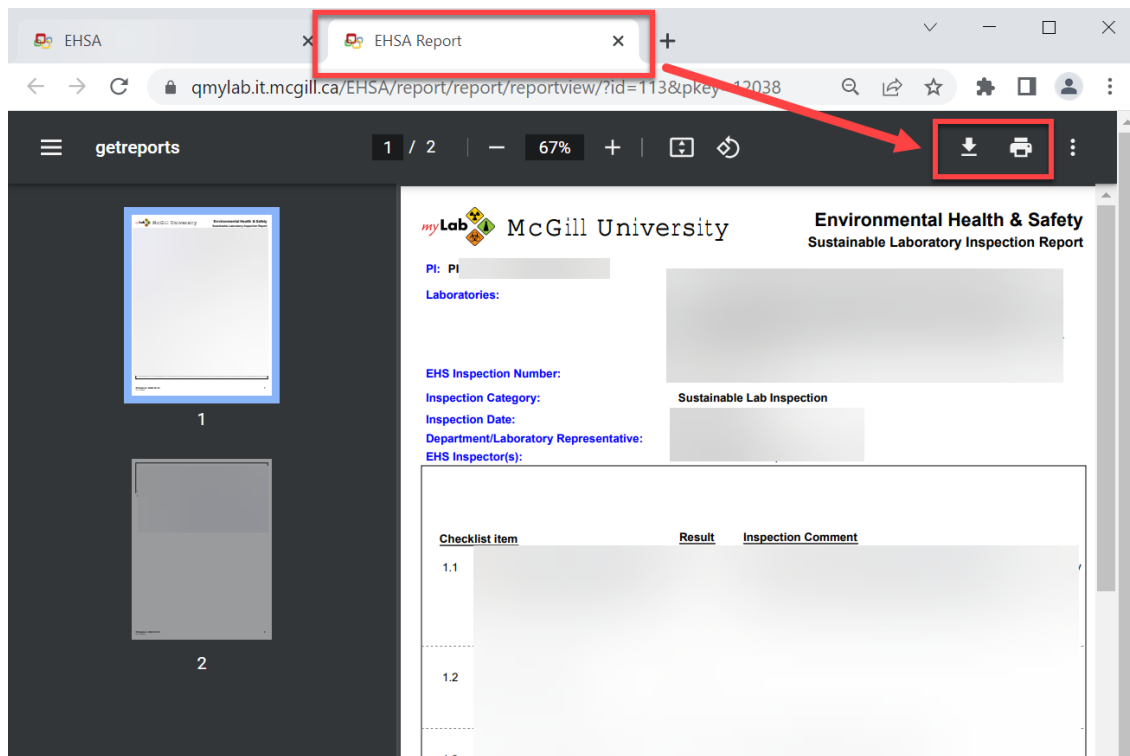 EHSA
EHSA Report
qmylab.it.mcgill.ca/EHSA/report/report/reportview/?id=113&pkey=12038
getreports
1 / 2
67%
myLab McGill University
Environmental Health & Safety
Sustainable Laboratory Inspection Report
PI: PI
Laboratories:
EHS Inspection Number:
Inspection Category: Sustainable Lab Inspection
Inspection Date:
Department/Laboratory Representative:
EHS Inspector(s):
Checklist item Result Inspection Comment
1.1
1.2
1
2